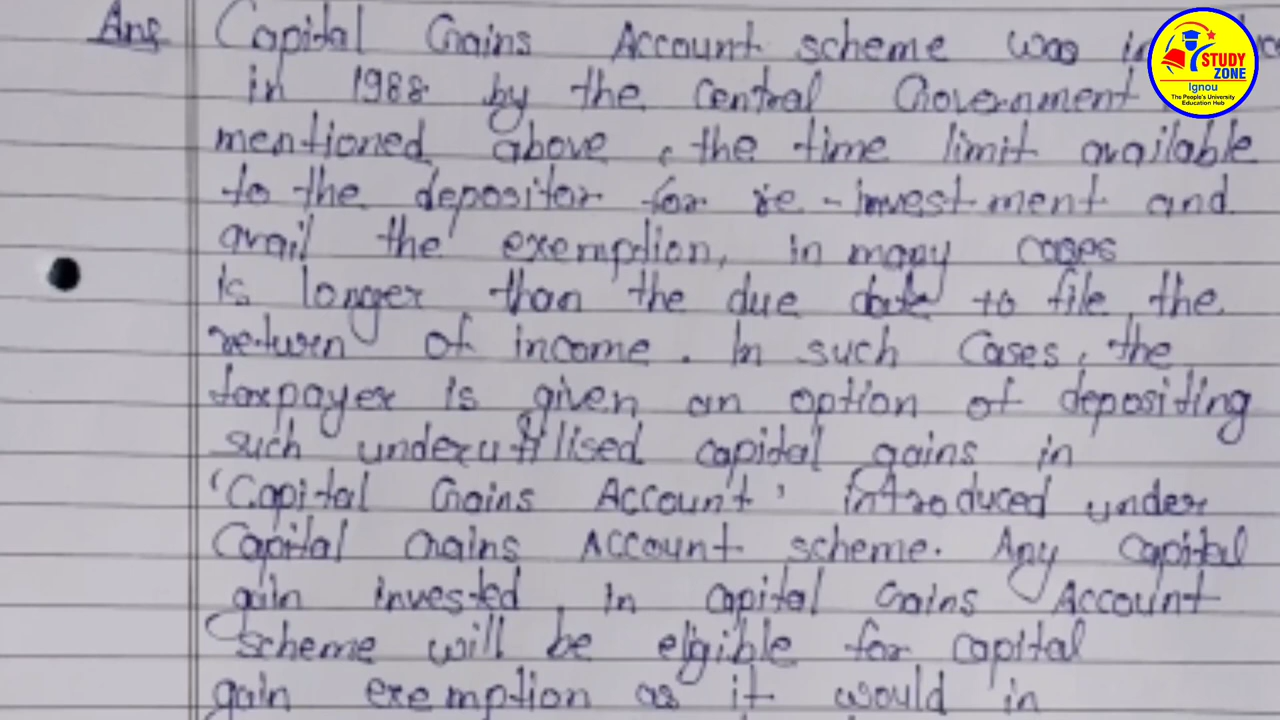 Ans Capital Gains Account scheme was
in 1988 by the Central Government
mentioned above, the time limit available
to the depositor for re-investment and
avail the exemption, in many cases
is longer than the due date to file the
return of income. In such Cases, the
taxpayer is given an option of depositing
such underutilised capital gains in
'Capital Gains Account' introduced under
Capital Gains Account scheme. Any capital
gain invested in capital Gains Account
scheme will be eligible for capital
gain exemption as it would in
STUDY
ZONE
Ignou
The People's University
Education Hub